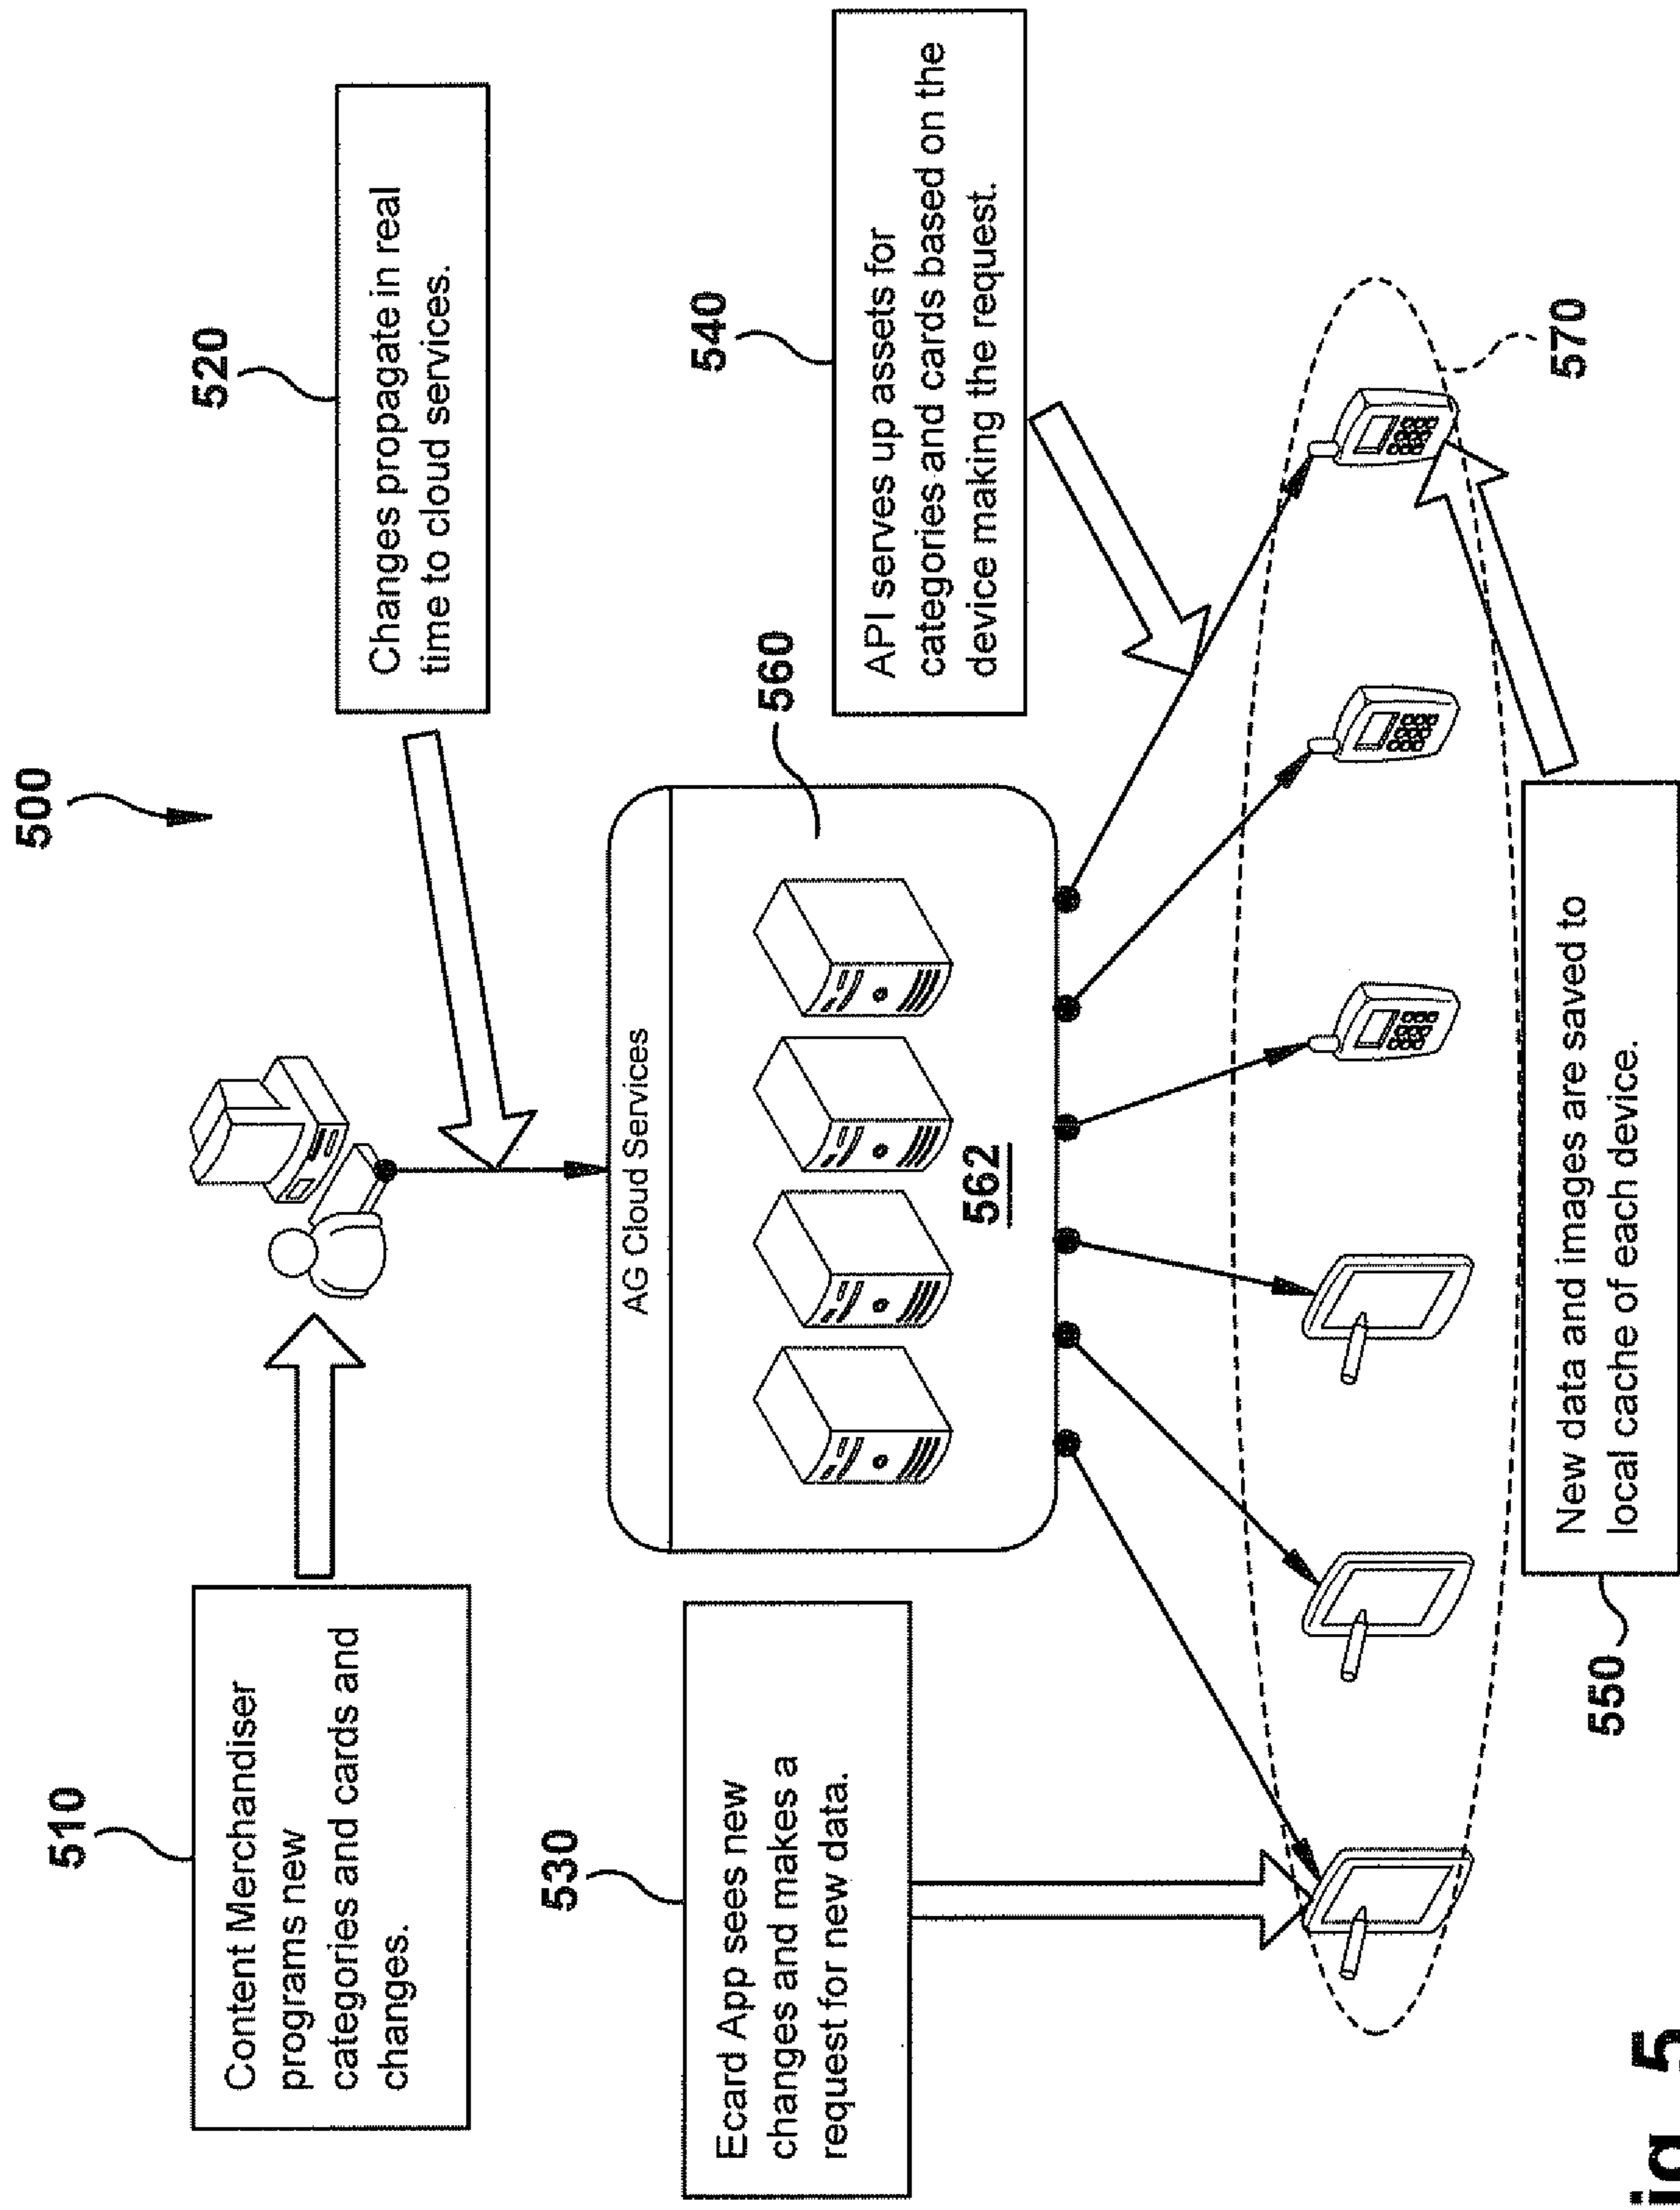 500
510
Content Merchandiser
programs new
categories and cards and
changes.
520
Changes propagate in real
time to cloud services.
530
Ecard App sees new
changes and makes a
request for new data.
AG Cloud Services
560
562
540
API serves up assets for
categories and cards based on the
device making the request.
550
New data and images are saved to
local cache of each device.
570
ig. 5